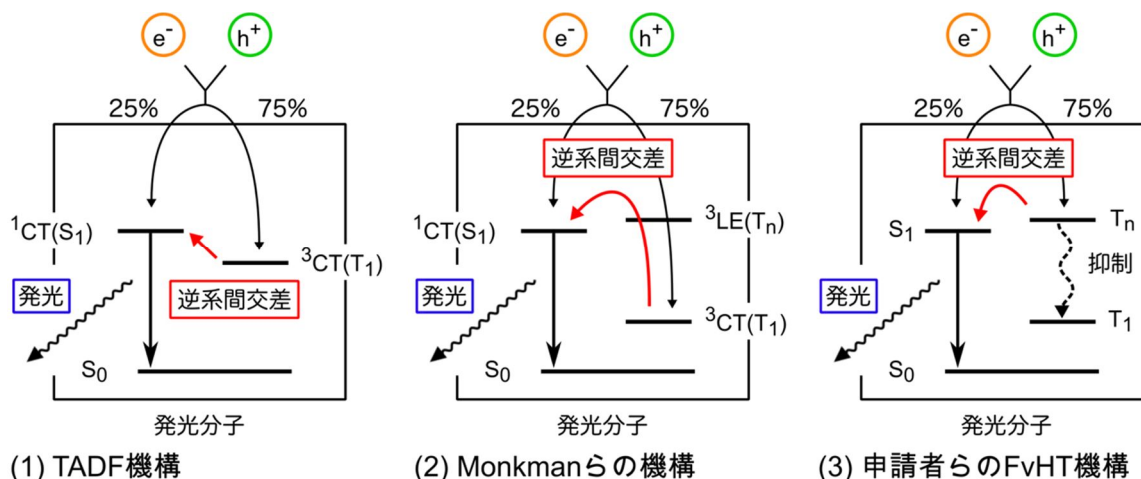 e- h+
25% 75%
1CT(S1)
3CT(T1)
発光
逆系間交差
S0
発光分子
(1) TADF機構
e- h+
25% 75%
逆系間交差
1CT(S1)
3LE(Tn)
発光
3CT(T1)
S0
発光分子
(2) Monkmanらの機構
e- h+
25% 75%
逆系間交差
S1
Tn
抑制
発光
T1
S0
発光分子
(3) 申請者らのFvHT機構